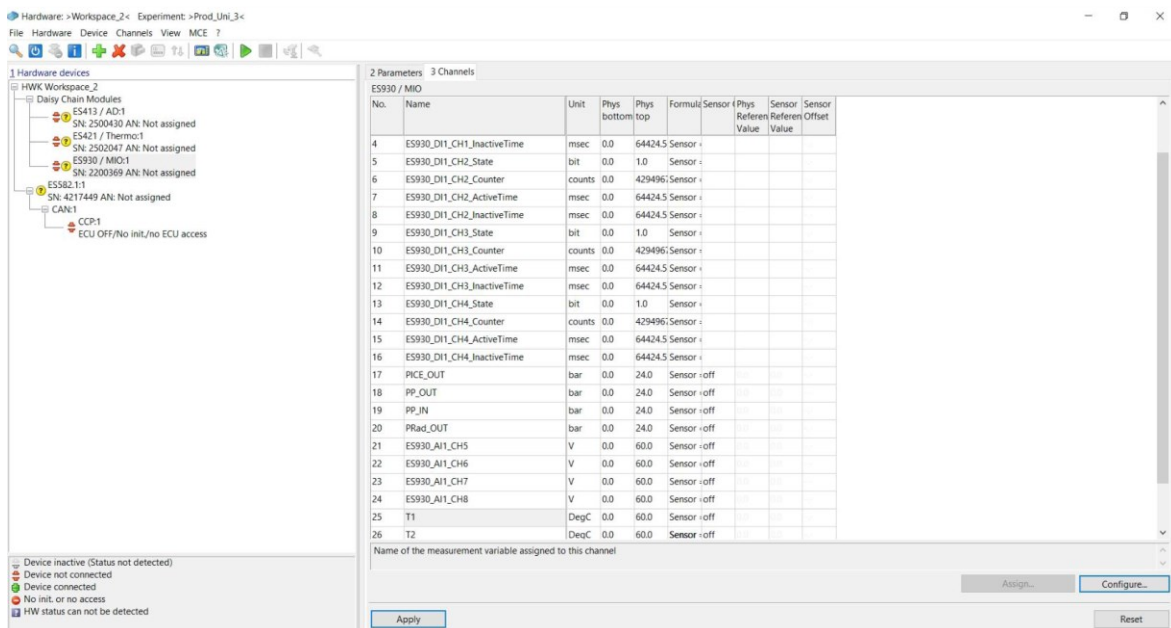 Hardware: >Workspace_2< Experiment: >Prod_Uni_3<
File Hardware Device Channels View MCE ?
1 Hardware devices
HWK Workspace_2
Daisy Chain Modules
ES413 / AD:1
SN: 2500430 AN: Not assigned
ES421 / Thermo:1
SN: 2502047 AN: Not assigned
ES930 / MIO:1
SN: 2200369 AN: Not assigned
ES582.1:1
SN: 4217449 AN: Not assigned
CAN:1
CCP:1
ECU OFF/No init./no ECU access
Device inactive (Status not detected)
Device not connected
Device connected
No init. or no access
HW status can not be detected
2 Parameters 3 Channels
ES930 / MIO
No. Name Unit Phys bottom Phys top Formula Sensor Phys Referen Value Sensor Referen Value Sensor Offset
4 ES930_DI1_CH1_InactiveTime msec 0.0 64424.5 Sensor
5 ES930_DI1_CH2_State bit 0.0 1.0 Sensor =
6 ES930_DI1_CH2_Counter counts 0.0 429496 Sensor
7 ES930_DI1_CH2_ActiveTime msec 0.0 64424.5 Sensor
8 ES930_DI1_CH2_InactiveTime msec 0.0 64424.5 Sensor =
9 ES930_DI1_CH3_State bit 0.0 1.0 Sensor
10 ES930_DI1_CH3_Counter counts 0.0 429496 Sensor =
11 ES930_DI1_CH3_ActiveTime msec 0.0 64424.5 Sensor
12 ES930_DI1_CH3_InactiveTime msec 0.0 64424.5 Sensor =
13 ES930_DI1_CH4_State bit 0.0 1.0 Sensor
14 ES930_DI1_CH4_Counter counts 0.0 429496 Sensor =
15 ES930_DI1_CH4_ActiveTime msec 0.0 64424.5 Sensor
16 ES930_DI1_CH4_InactiveTime msec 0.0 64424.5 Sensor
17 PICE_OUT bar 0.0 24.0 Sensor off
18 PP_OUT bar 0.0 24.0 Sensor off
19 PP_IN bar 0.0 24.0 Sensor off
20 PRad_OUT bar 0.0 24.0 Sensor off
21 ES930_AI1_CH5 V 0.0 60.0 Sensor off
22 ES930_AI1_CH6 V 0.0 60.0 Sensor off
23 ES930_AI1_CH7 V 0.0 60.0 Sensor off
24 ES930_AI1_CH8 V 0.0 60.0 Sensor off
25 T1 DegC 0.0 60.0 Sensor off
26 T2 DegC 0.0 60.0 Sensor off
Name of the measurement variable assigned to this channel
Assign... Configure...
Apply Reset